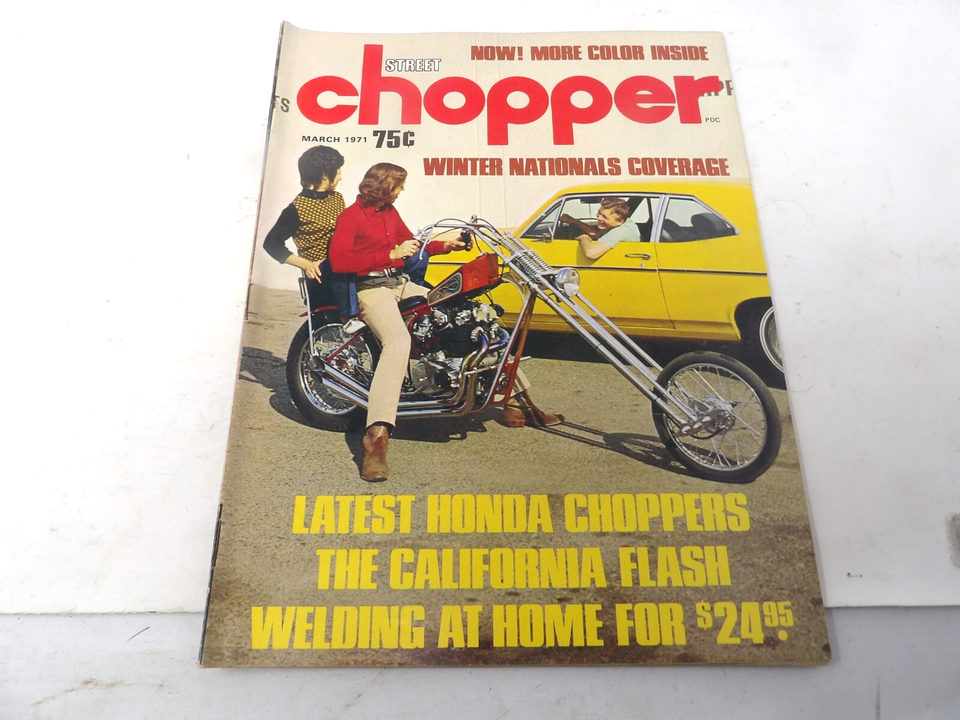 NOW! MORE COLOR INSIDE
STREET
chopper
PDC
MARCH 1971 75¢
WINTER NATIONALS COVERAGE
LATEST HONDA CHOPPERS
THE CALIFORNIA FLASH
WELDING AT HOME FOR $24.95